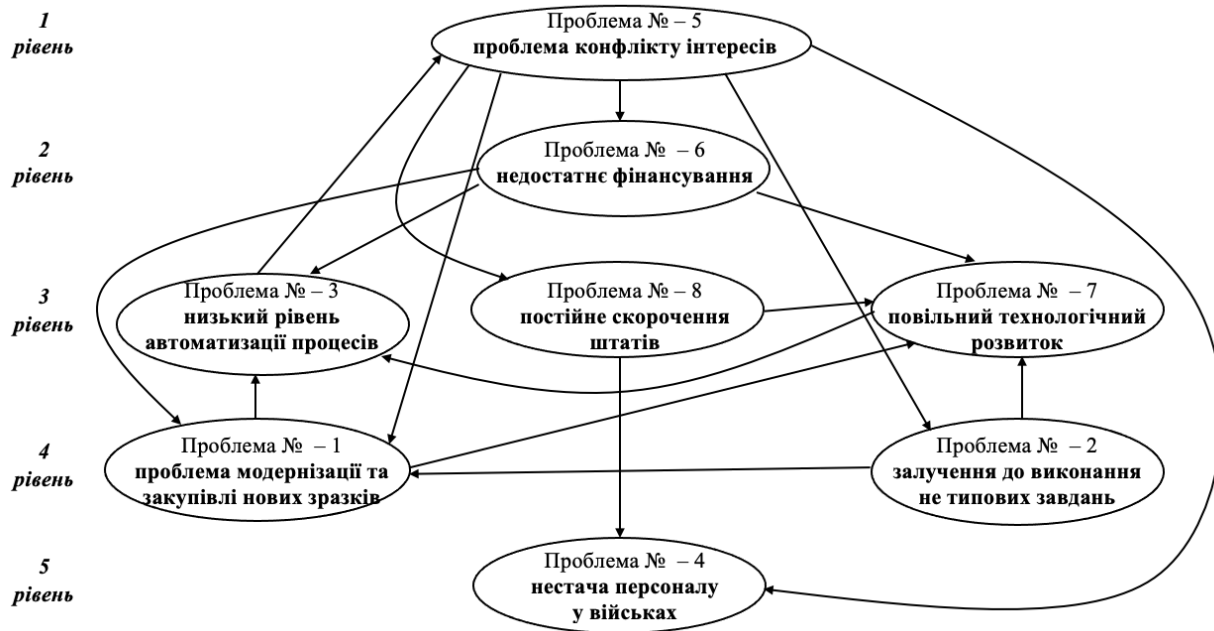 1
рівень
Проблема № – 5
проблема конфлікту інтересів
2
рівень
Проблема № – 6
недостатнє фінансування
3
рівень
Проблема № – 3
низький рівень
автоматизації процесів
Проблема № – 8
постійне скорочення
штатів
Проблема № – 7
повільний технологічний
розвиток
4
рівень
Проблема № – 1
проблема модернізації та
закупівлі нових зразків
Проблема № – 2
залучення до виконання
не типових завдань
5
рівень
Проблема № – 4
нестача персоналу
у військах